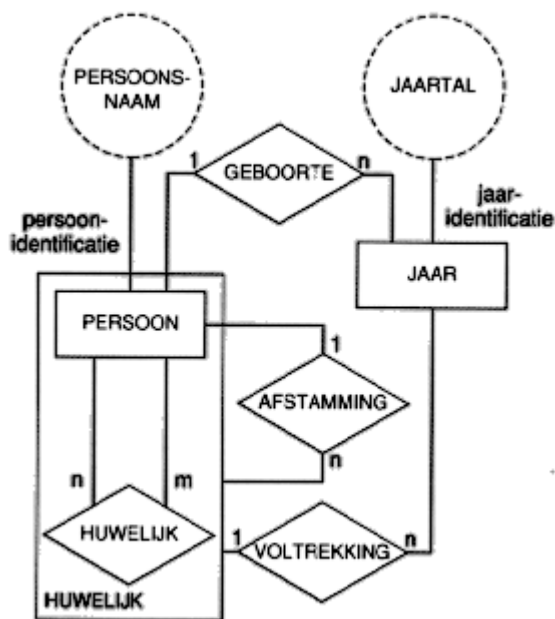 PERSOONS-
NAAM
JAARTAL
1
GEBOORTE
n
persoon-
identificatie
jaar-
identificatie
JAAR
PERSOON
1
AFSTAMMING
n
n
m
HUWELIJK
1
VOLTREKKING
n
HUWELIJK